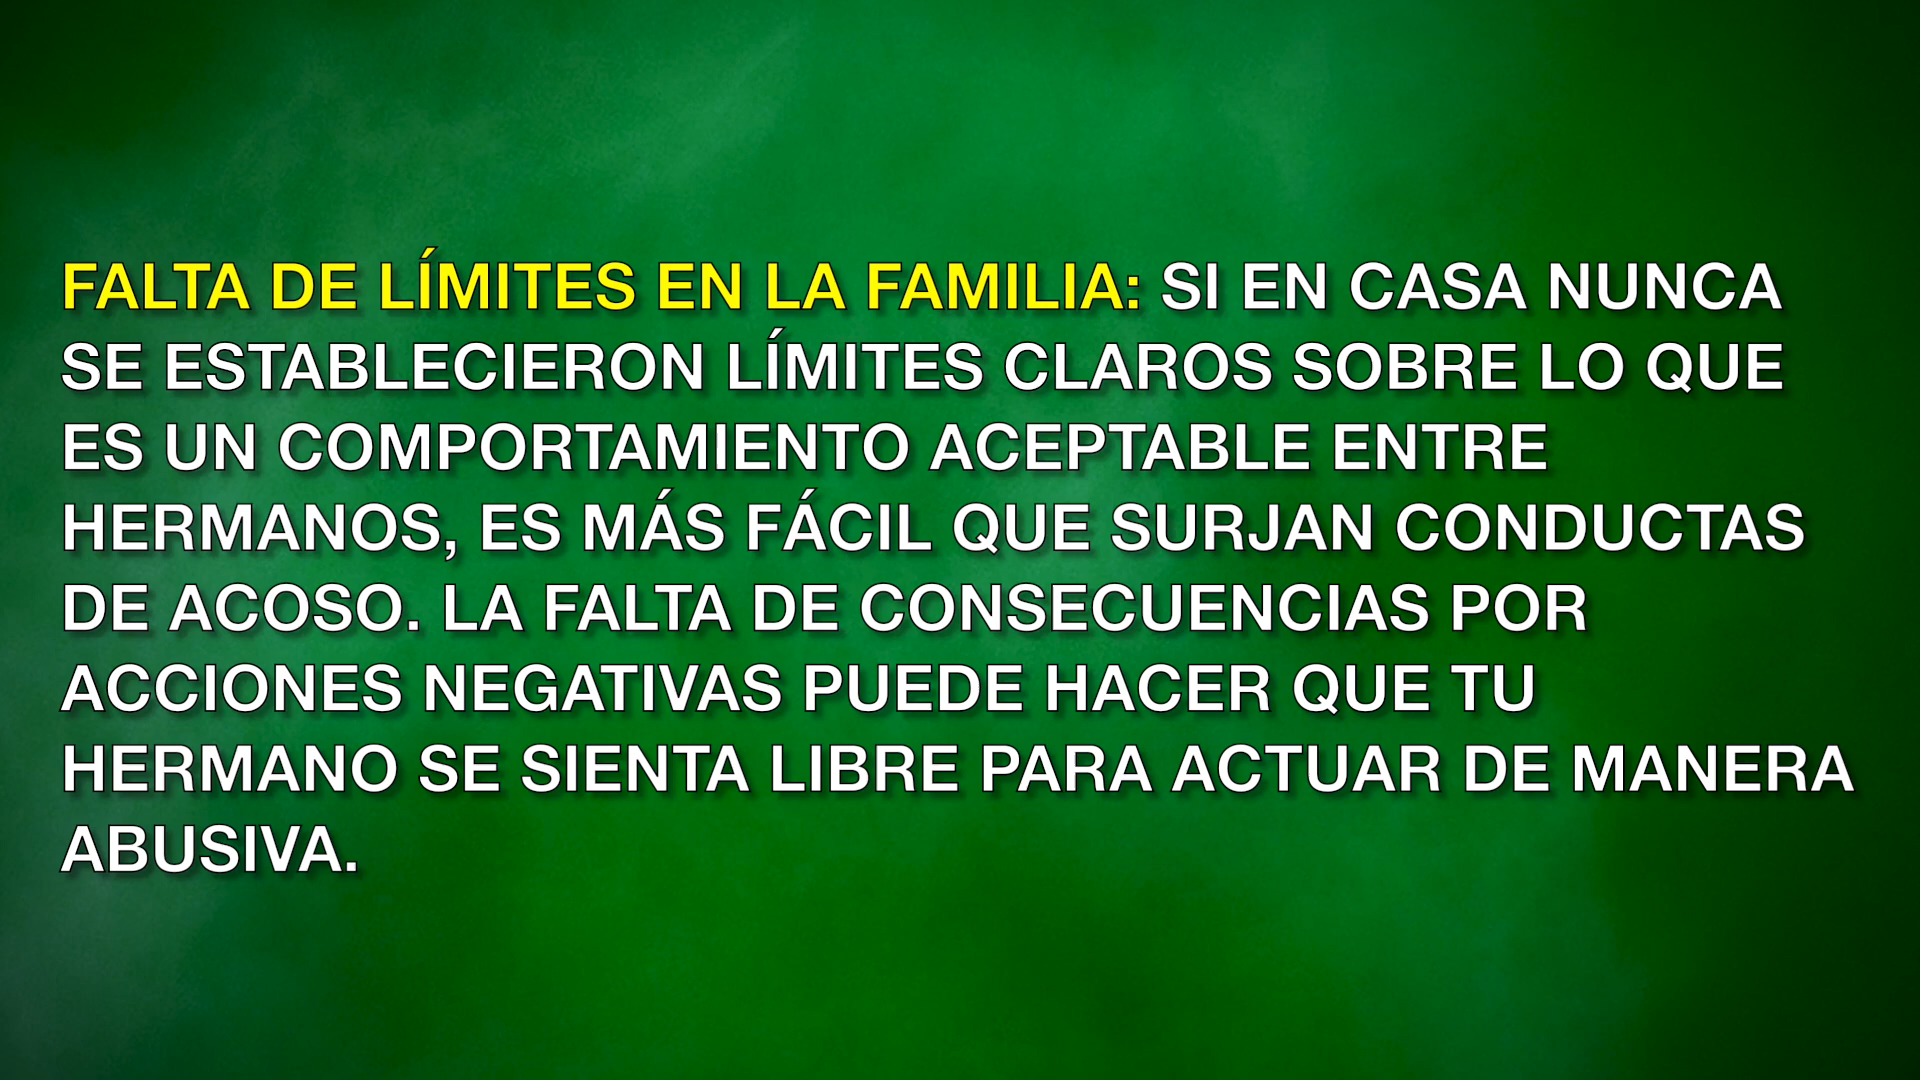 FALTA DE LÍMITES EN LA FAMILIA: SI EN CASA NUNCA
SE ESTABLECIERON LÍMITES CLAROS SOBRE LO QUE
ES UN COMPORTAMIENTO ACEPTABLE ENTRE
HERMANOS, ES MÁS FÁCIL QUE SURJAN CONDUCTAS
DE ACOSO. LA FALTA DE CONSECUENCIAS POR
ACCIONES NEGATIVAS PUEDE HACER QUE TU
HERMANO SE SIENTA LIBRE PARA ACTUAR DE MANERA
ABUSIVA.